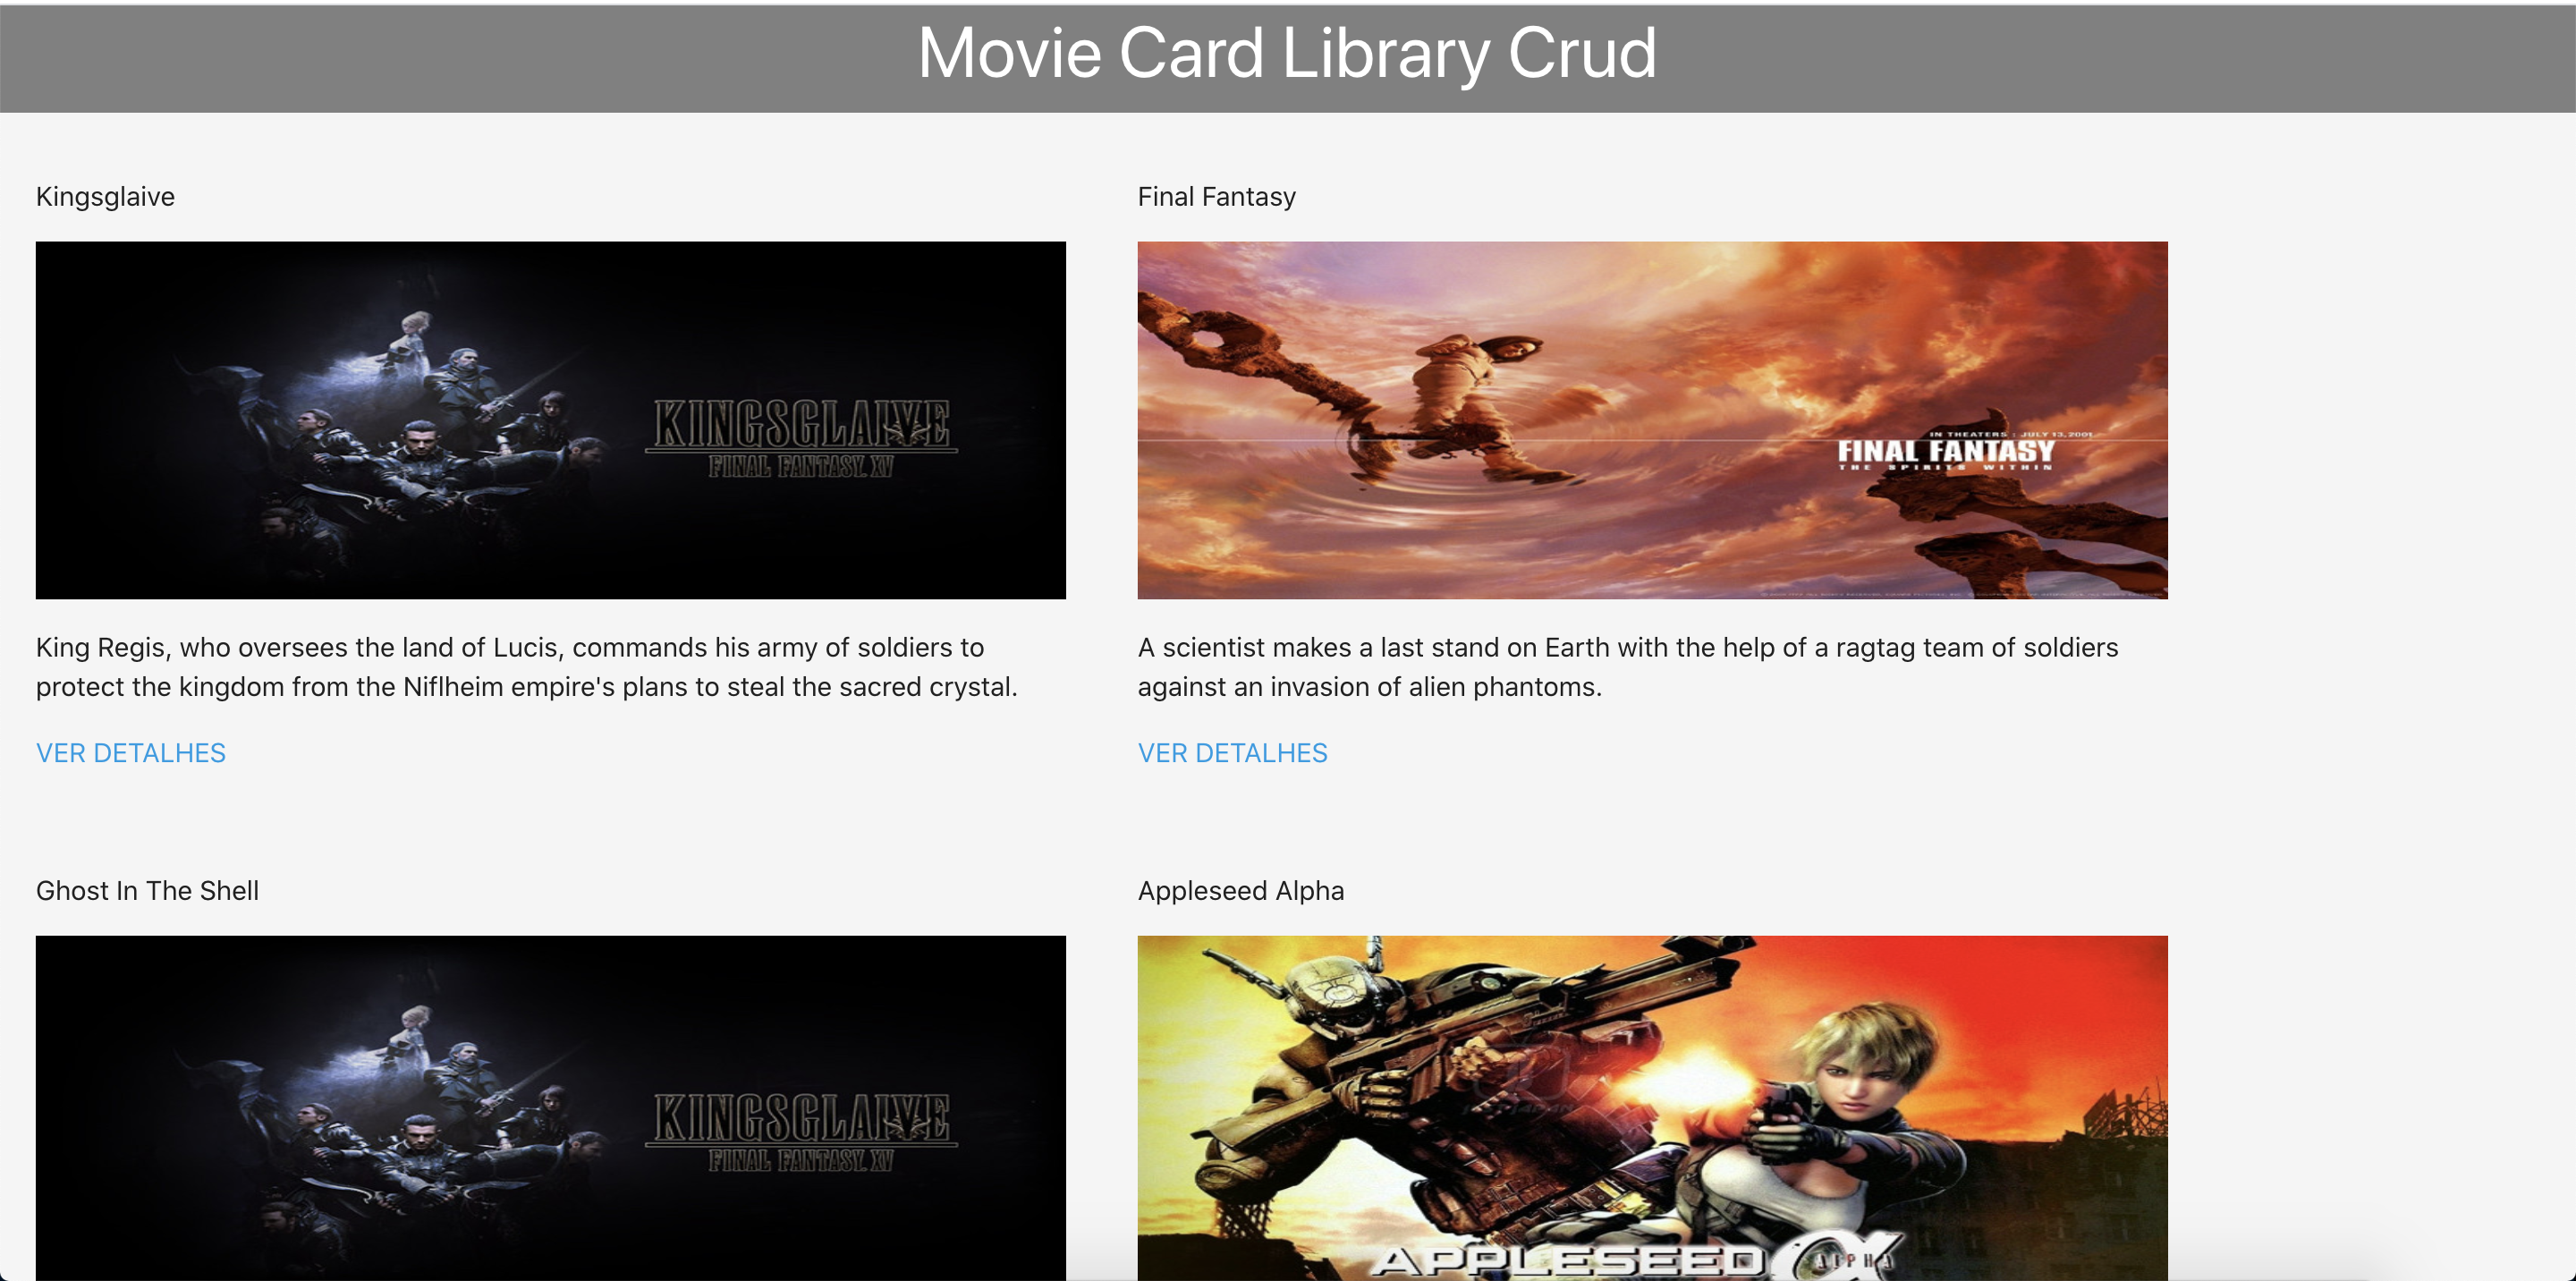 Movie Card Library Crud
Kingsglaive
KINGSGLAIVE
FINAL FANTASY XV
King Regis, who oversees the land of Lucis, commands his army of soldiers to
protect the kingdom from the Niflheim empire's plans to steal the sacred crystal.
VER DETALHES
Final Fantasy
IN THEATERS : JULY 13, 2001
FINAL FANTASY
THE SPIRITS WITHIN
A scientist makes a last stand on Earth with the help of a ragtag team of soldiers
against an invasion of alien phantoms.
VER DETALHES
Ghost In The Shell
KINGSGLAIVE
FINAL FANTASY XV
Appleseed Alpha
APPLESEED α
ALPHA